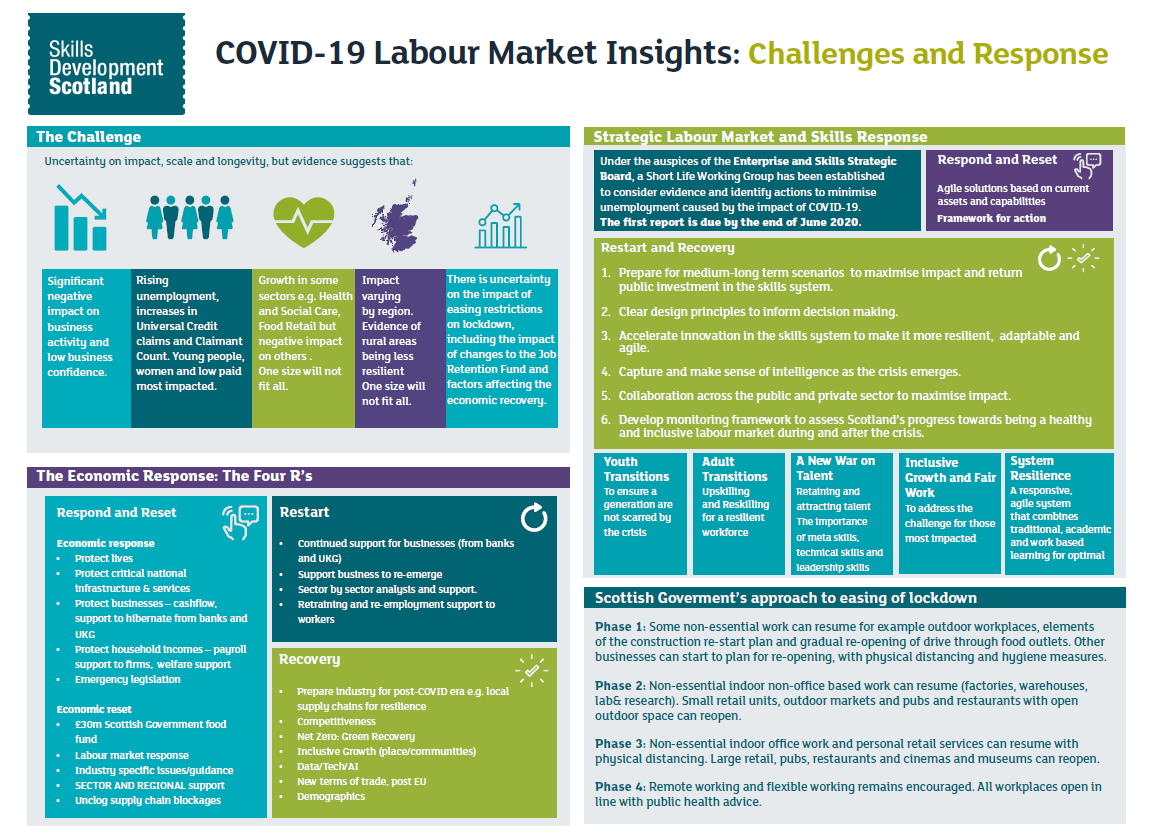 Skills
Development
Scotland
COVID-19 Labour Market Insights: Challenges and Response
The Challenge
Uncertainty on impact, scale and longevity, but evidence suggests that:
Significant
negative
impact on
business
activity and
low business
confidence.
Rising
unemployment,
increases in
Universal Credit
claims and Claimant
Count. Young people,
women and low paid
most impacted.
Growth in some
sectors e.g. Health
and Social Care,
Food Retail but
negative impact
on others .
One size will not
fit all.
Impact
varying
by region.
Evidence of
rural areas
being less
resilient
One size will
not fit all.
There is uncertainty
on the impact of
easing restrictions
on lockdown,
including the impact
of changes to the Job
Retention Fund and
factors affecting the
economic recovery.
The Economic Response: The Four R's
Respond and Reset
Economic response
• Protect lives
• Protect critical national
infrastructure & services
• Protect businesses – cashflow,
support to hibernate from banks and
UKG
• Protect household incomes – payroll
support to firms, welfare support
• Emergency legislation
Economic reset
• £30m Scottish Government food
fund
• Labour market response
• Industry specific issues/guidance
• SECTOR AND REGIONAL support
• Unclog supply chain blockages
Restart
• Continued support for businesses (from banks
and UKG)
• Support business to re-emerge
• Sector by sector analysis and support.
• Retraining and re-employment support to
workers
Recovery
• Prepare industry for post-COVID era e.g. local
supply chains for resilience
• Competitiveness
• Net Zero: Green Recovery
• Inclusive Growth (place/communities)
• Data/Tech/AI
• New terms of trade, post EU
• Demographics
Strategic Labour Market and Skills Response
Under the auspices of the Enterprise and Skills Strategic
Board, a Short Life Working Group has been established
to consider evidence and identify actions to minimise
unemployment caused by the impact of COVID-19.
The first report is due by the end of June 2020.
Respond and Reset
Agile solutions based on current
assets and capabilities
Framework for action
Restart and Recovery
1. Prepare for medium-long term scenarios to maximise impact and return
public investment in the skills system.
2. Clear design principles to inform decision making.
3. Accelerate innovation in the skills system to make it more resilient, adaptable and
agile.
4. Capture and make sense of intelligence as the crisis emerges.
5. Collaboration across the public and private sector to maximise impact.
6. Develop monitoring framework to assess Scotland's progress towards being a healthy
and inclusive labour market during and after the crisis.
Youth
Transitions
To ensure a
generation are
not scarred by
the crisis
Adult
Transitions
Upskilling
and Reskilling
for a resilient
workforce
A New War on
Talent
Retaining and
attracting talent
The importance
of meta skills,
technical skills and
leadership skills
Inclusive
Growth and Fair
Work
To address the
challenge for those
most impacted
System
Resilience
A responsive,
agile system
that combines
traditional, academic
and work based
learning for optimal
Scottish Goverment's approach to easing of lockdown
Phase 1: Some non-essential work can resume for example outdoor workplaces, elements
of the construction re-start plan and gradual re-opening of drive through food outlets. Other
businesses can start to plan for re-opening, with physical distancing and hygiene measures.
Phase 2: Non-essential indoor non-office based work can resume (factories, warehouses,
lab& research). Small retail units, outdoor markets and pubs and restaurants with open
outdoor space can reopen.
Phase 3: Non-essential indoor office work and personal retail services can resume with
physical distancing. Large retail, pubs, restaurants and cinemas and museums can reopen.
Phase 4: Remote working and flexible working remains encouraged. All workplaces open in
line with public health advice.